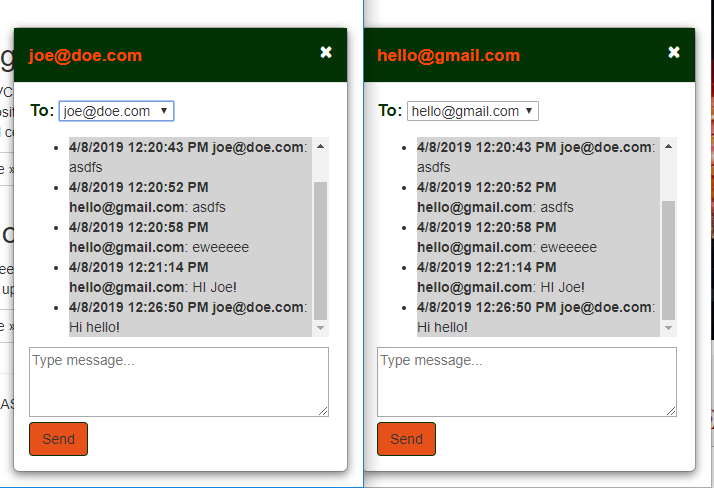 joe@doe.com ×
To: joe@doe.com
4/8/2019 12:20:43 PM joe@doe.com:
asdfs
4/8/2019 12:20:52 PM
hello@gmail.com: asdfs
4/8/2019 12:20:58 PM
hello@gmail.com: eweeeee
4/8/2019 12:21:14 PM
hello@gmail.com: HI Joe!
4/8/2019 12:26:50 PM joe@doe.com:
Hi hello!
Type message...
Send
hello@gmail.com ×
To: hello@gmail.com
4/8/2019 12:20:43 PM joe@doe.com:
asdfs
4/8/2019 12:20:52 PM
hello@gmail.com: asdfs
4/8/2019 12:20:58 PM
hello@gmail.com: eweeeee
4/8/2019 12:21:14 PM
hello@gmail.com: HI Joe!
4/8/2019 12:26:50 PM joe@doe.com:
Hi hello!
Type message...
Send